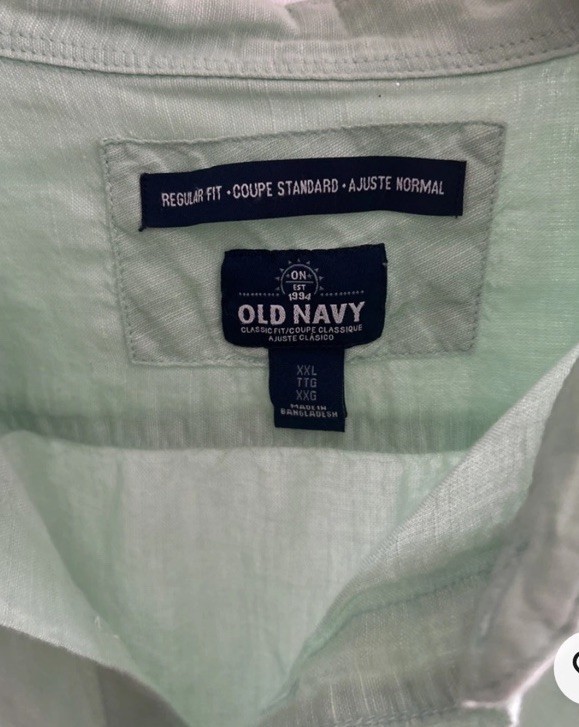 REGULAR FIT • COUPE STANDARD • AJUSTE NORMAL
ON
EST
1994
OLD NAVY
CLASSIC FIT/COUPE CLASSIQUE
AJUSTE CLÁSICO
XXL
TTG
XXG
MADE IN
BANGLADESH